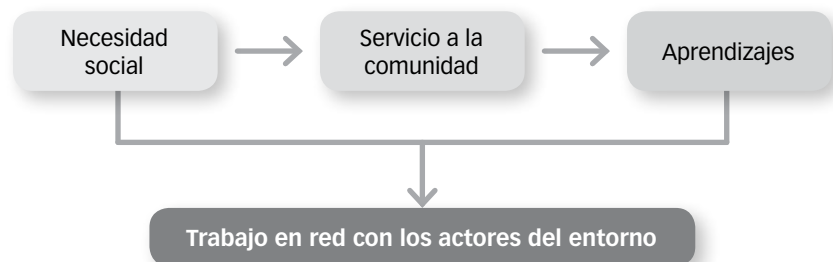 Necesidad
social
Servicio a la
comunidad
Aprendizajes
Trabajo en red con los actores del entorno